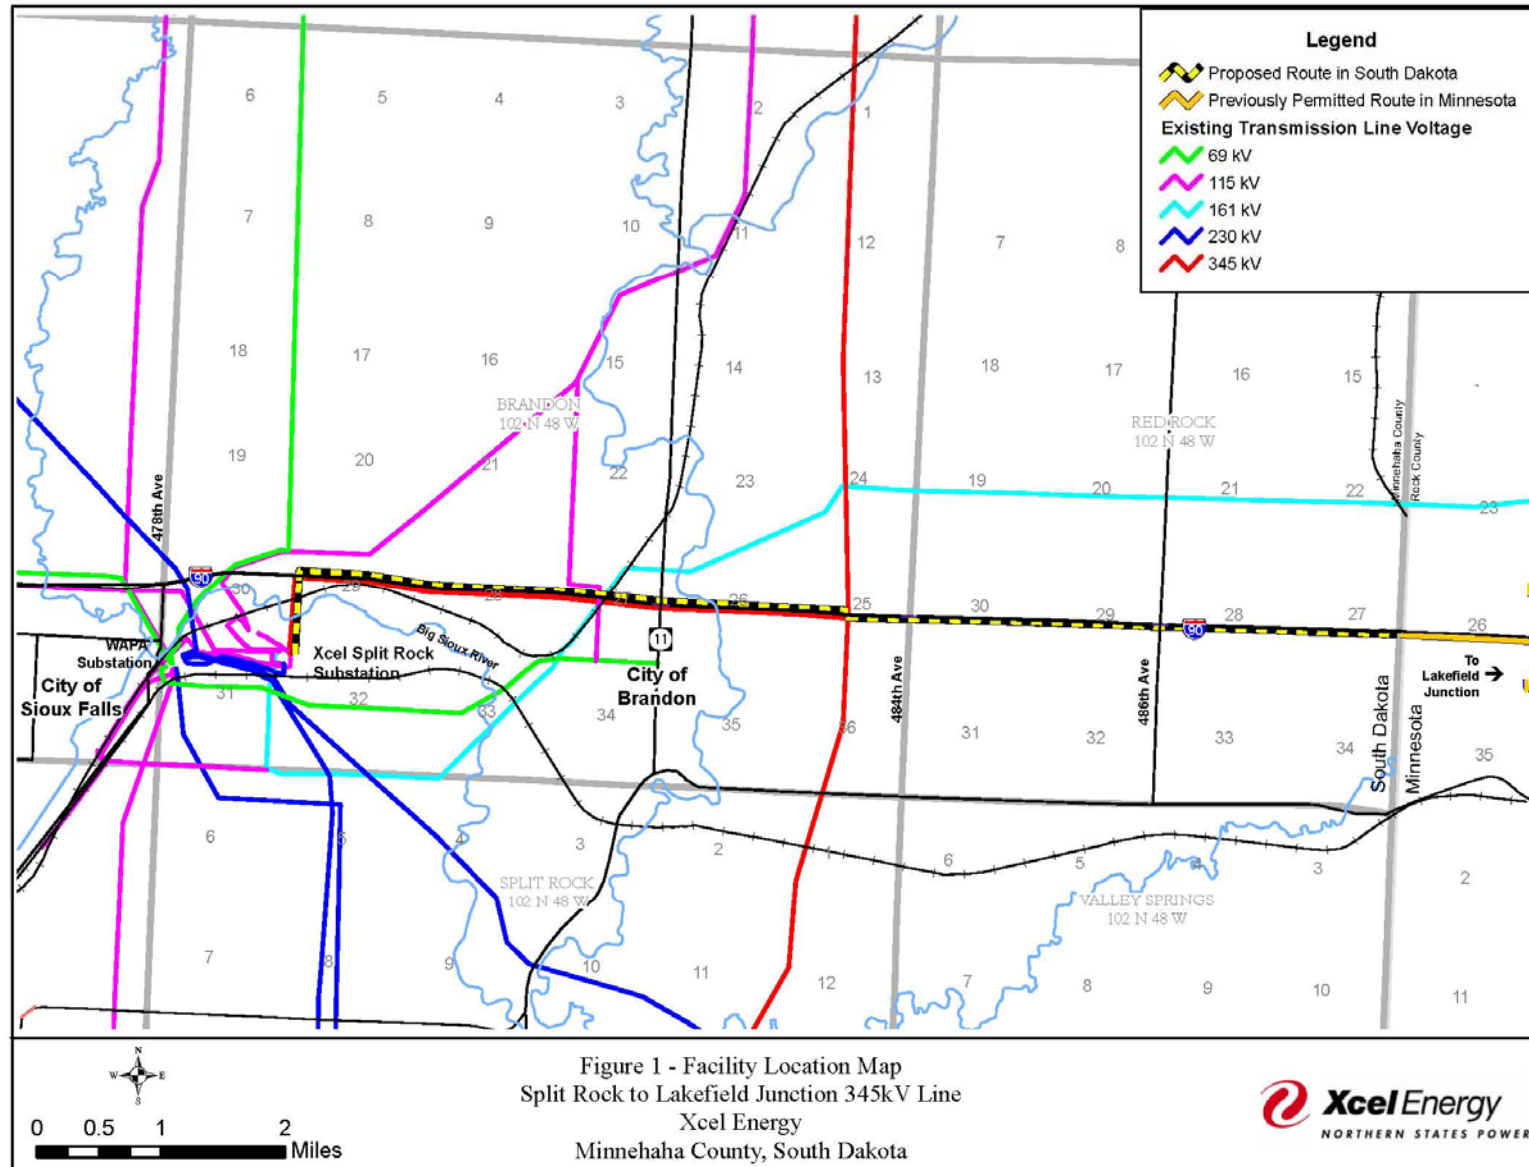 Legend
Proposed Route in South Dakota
Previously Permitted Route in Minnesota
Existing Transmission Line Voltage
69 kV
115 kV
161 kV
230 kV
345 kV
6 5 4 3 2 1
7 8 9 10 11 12 7 8
18 17 16 15 14 13 18 17 16 15
BRANDON
102 N 48 W
RED ROCK
102 N 48 W
Minnehaha County
Rock County
19 20 21 22 23 24 19 20 21 22 23
478th Ave
90
30 29 28 27 26 25 30 29 28 27 26
90
11
WAPA
Substation
Xcel Split Rock
Substation
Big Sioux River
City of
Sioux Falls
City of
Brandon
484th Ave
486th Ave
To
Lakefield
Junction
South Dakota
Minnesota
31 32 33 34 35 36 31 32 33 34 35
6 5 4 3 2 1 6 5 4 3 2
SPLIT ROCK
102 N 48 W
VALLEY SPRINGS
102 N 48 W
7 8 9 10 11 12 7 8 9 10 11
N
W E
S
0 0.5 1 2
Miles
Figure 1 - Facility Location Map
Split Rock to Lakefield Junction 345kV Line
Xcel Energy
Minnehaha County, South Dakota
Xcel Energy
NORTHERN STATES POWER